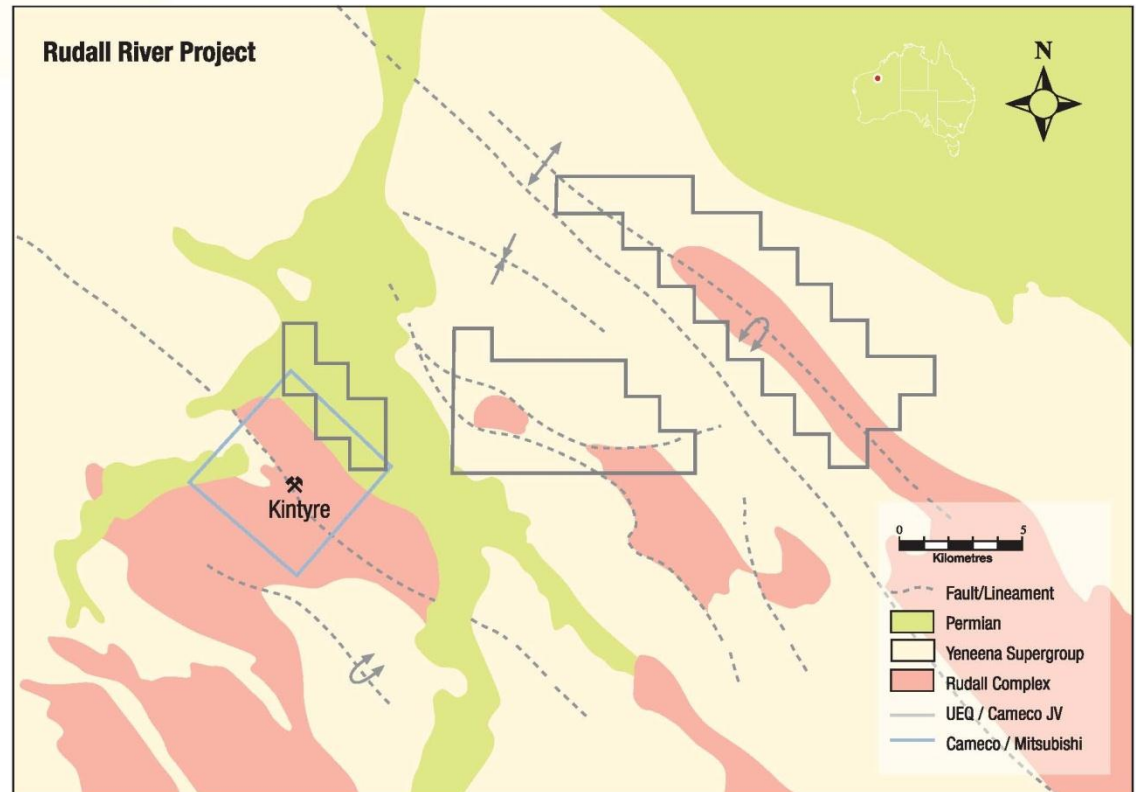 Rudall River Project
N
Kintyre
0 5
Kilometres
Fault/Lineament
Permian
Yeneena Supergroup
Rudall Complex
UEQ / Cameco JV
Cameco / Mitsubishi